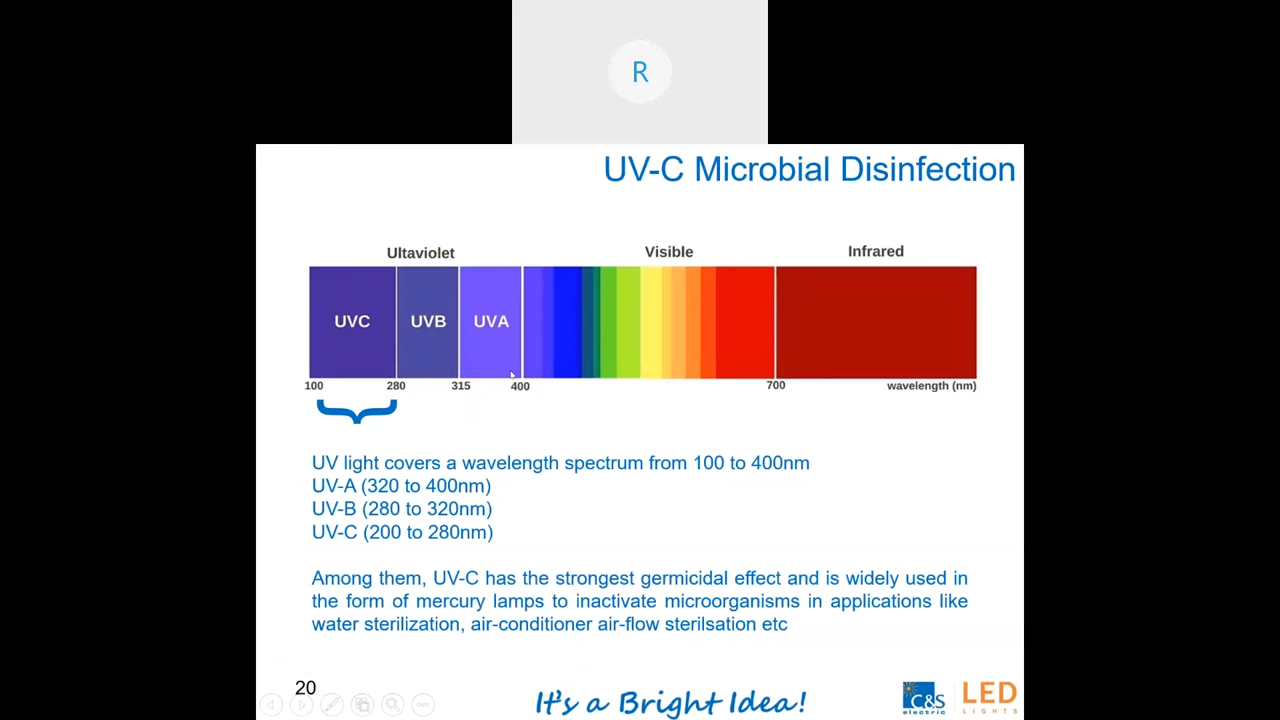 R
UV-C Microbial Disinfection
Ultaviolet Visible Infrared
UVC UVB UVA
100 280 315 400 700 wavelength (nm)
UV light covers a wavelength spectrum from 100 to 400nm
UV-A (320 to 400nm)
UV-B (280 to 320nm)
UV-C (200 to 280nm)
Among them, UV-C has the strongest germicidal effect and is widely used in
the form of mercury lamps to inactivate microorganisms in applications like
water sterilization, air-conditioner air-flow sterilsation etc
20
It's a Bright Idea!
C&S
electric
LED
LIGHTS